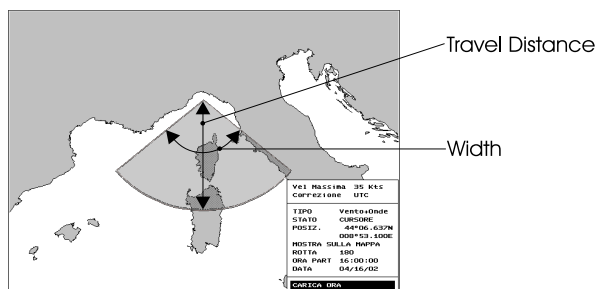 Travel Distance
Width
Vel Massima 35 Kts
Correzione UTC
TIPO Vento+Onde
STATO CURSORE
POSIZ. 44°06.637N
008°53.100E
MOSTRA SULLA MAPPA
ROTTA 180
ORA PART 16:00:00
DATA 04/16/02
CARICA ORA